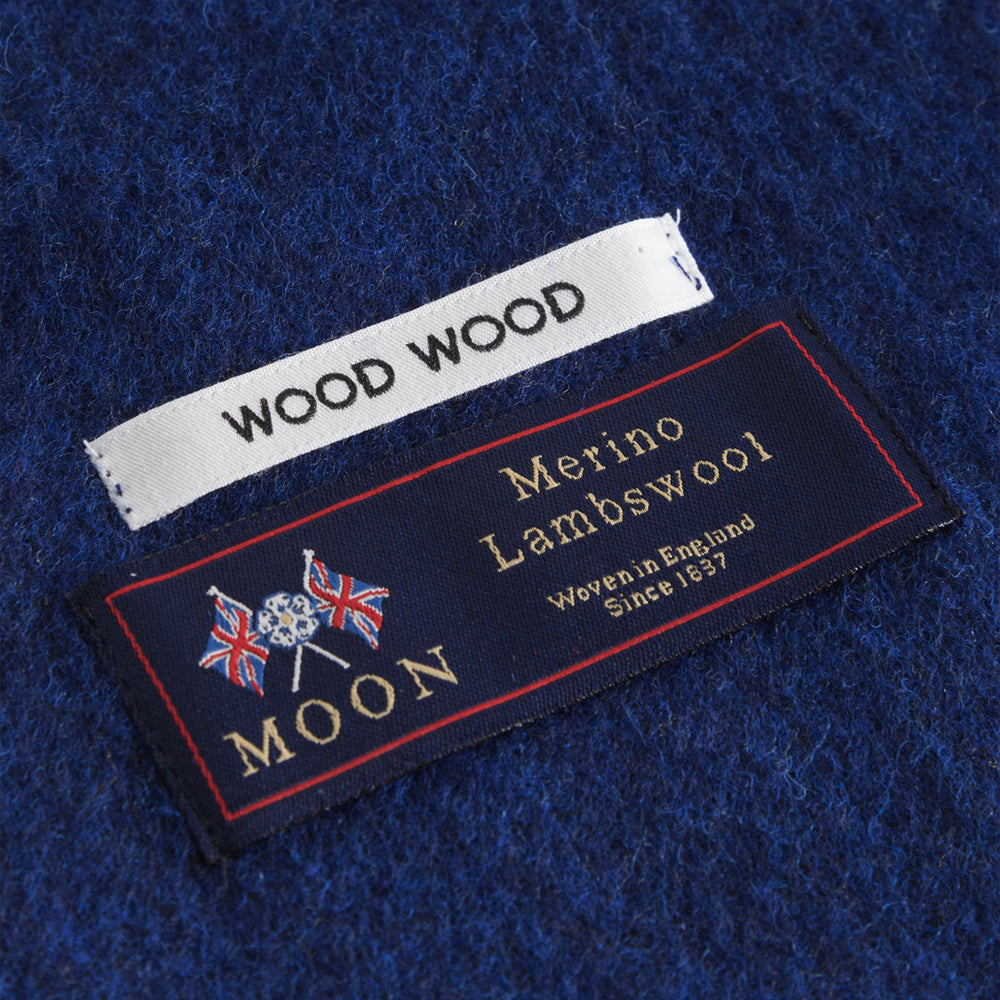 WOOD WOOD
Merino
Lambswool
Woven in England
Since 1837
MOON